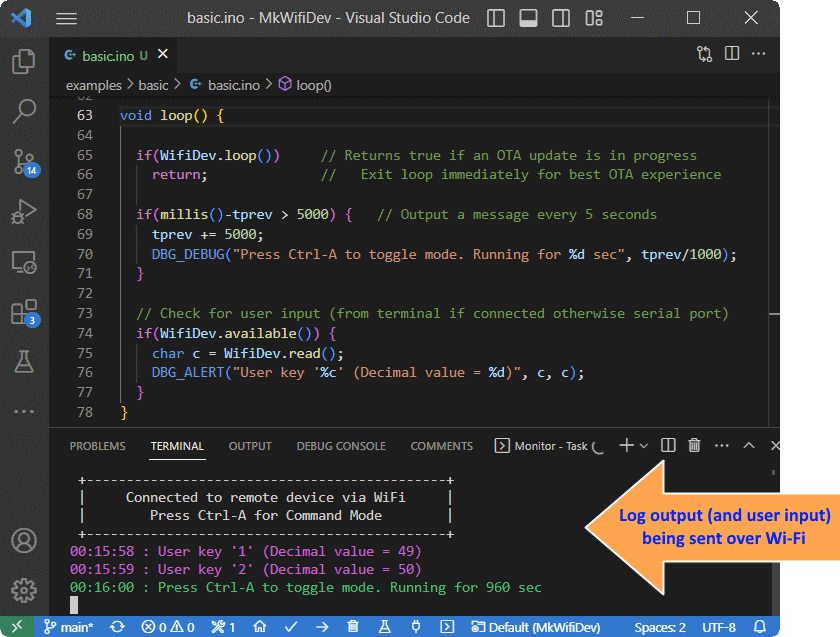 basic.ino - MkWifiDev - Visual Studio Code
basic.ino U
examples > basic > basic.ino > loop()
62
63 void loop() {
64
65 if(WifiDev.loop()) // Returns true if an OTA update is in progress
66 return; // Exit loop immediately for best OTA experience
67
68 if(millis()-tprev > 5000) { // Output a message every 5 seconds
69 tprev += 5000;
70 DBG_DEBUG("Press Ctrl-A to toggle mode. Running for %d sec", tprev/1000);
71 }
72
73 // Check for user input (from terminal if connected otherwise serial port)
74 if(WifiDev.available()) {
75 char c = WifiDev.read();
76 DBG_ALERT("User key '%c' (Decimal value = %d)", c, c);
77 }
78 }
14
3
PROBLEMS TERMINAL OUTPUT DEBUG CONSOLE COMMENTS Monitor - Task
+---------------------------------------------+
| Connected to remote device via WiFi |
| Press Ctrl-A for Command Mode |
+---------------------------------------------+
00:15:58 : User key '1' (Decimal value = 49)
00:15:59 : User key '2' (Decimal value = 50)
00:16:00 : Press Ctrl-A to toggle mode. Running for 960 sec
Log output (and user input)
being sent over Wi-Fi
main* 0 0 1 Default (MkWifiDev) Spaces: 2 UTF-8